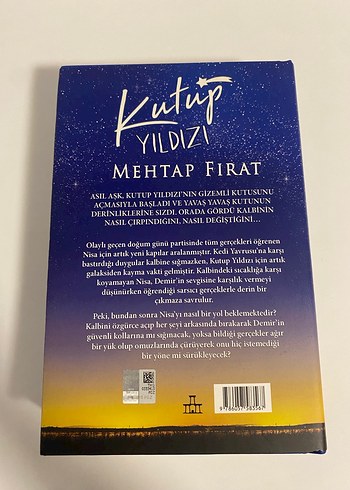 Kutup
YILDIZI
MEHTAP FIRAT
ASIL AŞK, KUTUP YILDIZI'NIN GİZEMLİ KUTUSUNU
AÇMASIYLA BAŞLADI VE YAVAŞ YAVAŞ KUTUNUN
DERİNLİKLERİNE SIZDI. ORADA GÖRDÜ KALBİNİN
NASIL ÇIRPINDIĞINI, NASIL DEĞİŞTİĞİNİ...
Olaylı geçen doğum günü partisinde tüm gerçekleri öğrenen
Nisa için artık yeni kapılar aralanmıştır. Kedi Yavrusu'na karşı
bastırdığı duygular kalbine sığmazken, Kutup Yıldızı için artık
galaksiden kayma vakti gelmiştir. Kalbindeki sıcaklığa karşı
koyamayan Nisa, Demir'in sevgisine karşılık vermeyi
düşünürken öğrendiği sarsıcı gerçeklerle derin bir
çıkmaza savrulur.
Peki, bundan sonra Nisa'yı nasıl bir yol beklemektedir?
Kalbini özgürce açıp her şeyi arkasında bırakarak Demir'in
güvenli kollarına mı sığınacak, yoksa bildiği gerçekler ağır
bir yük olup omuzlarında çürüyerek onu hiç istemediği
bir yöne mi sürükleyecek?
9 786057 583567